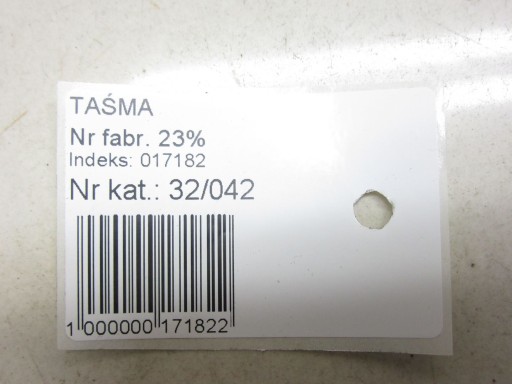 TAŚMA
Nr fabr. 23%
Indeks: 017182
Nr kat.: 32/042
1 000000 171822